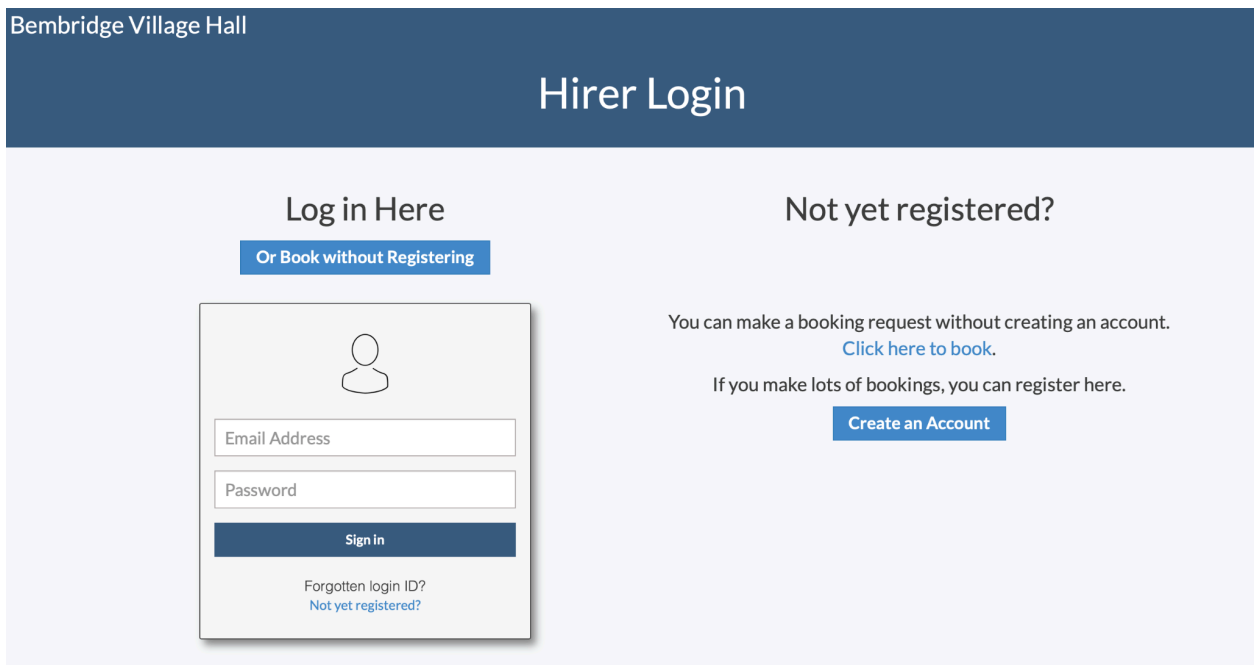 Bembridge Village Hall
Hirer Login
Log in Here
Or Book without Registering
Email Address
Password
Sign in
Forgotten login ID?
Not yet registered?
Not yet registered?
You can make a booking request without creating an account.
Click here to book.
If you make lots of bookings, you can register here.
Create an Account